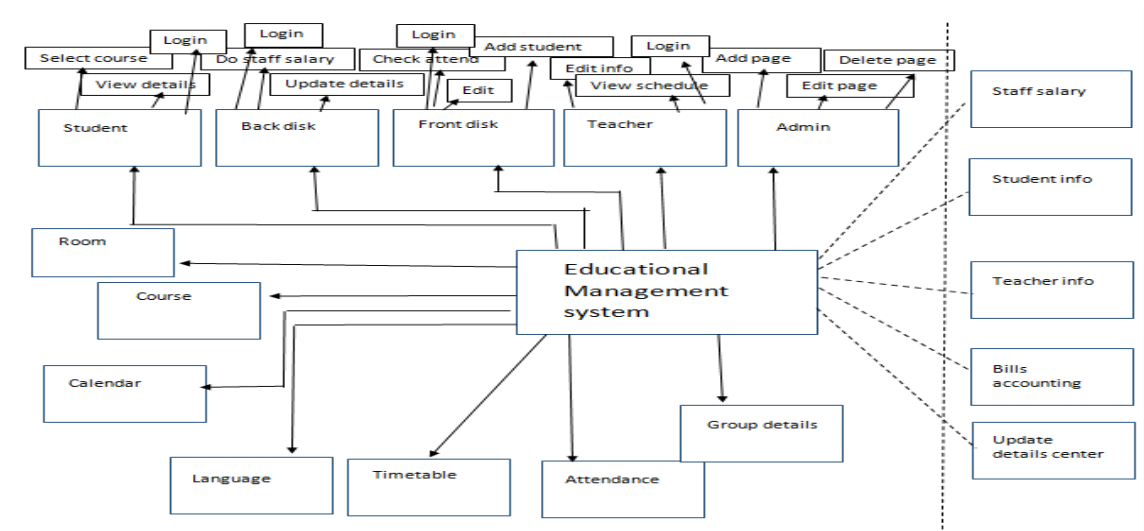 Login
Login
Login
Add student
Login
Select course
Do staff salary
Check attend
Edit info
Add page
Delete page
View details
Update details
Edit
View schedule
Edit page
Staff salary
Student
Back disk
Front disk
Teacher
Admin
Student info
Room
Educational
Management
system
Teacher info
Course
Calendar
Bills
accounting
Group details
Update
details center
Language
Timetable
Attendance